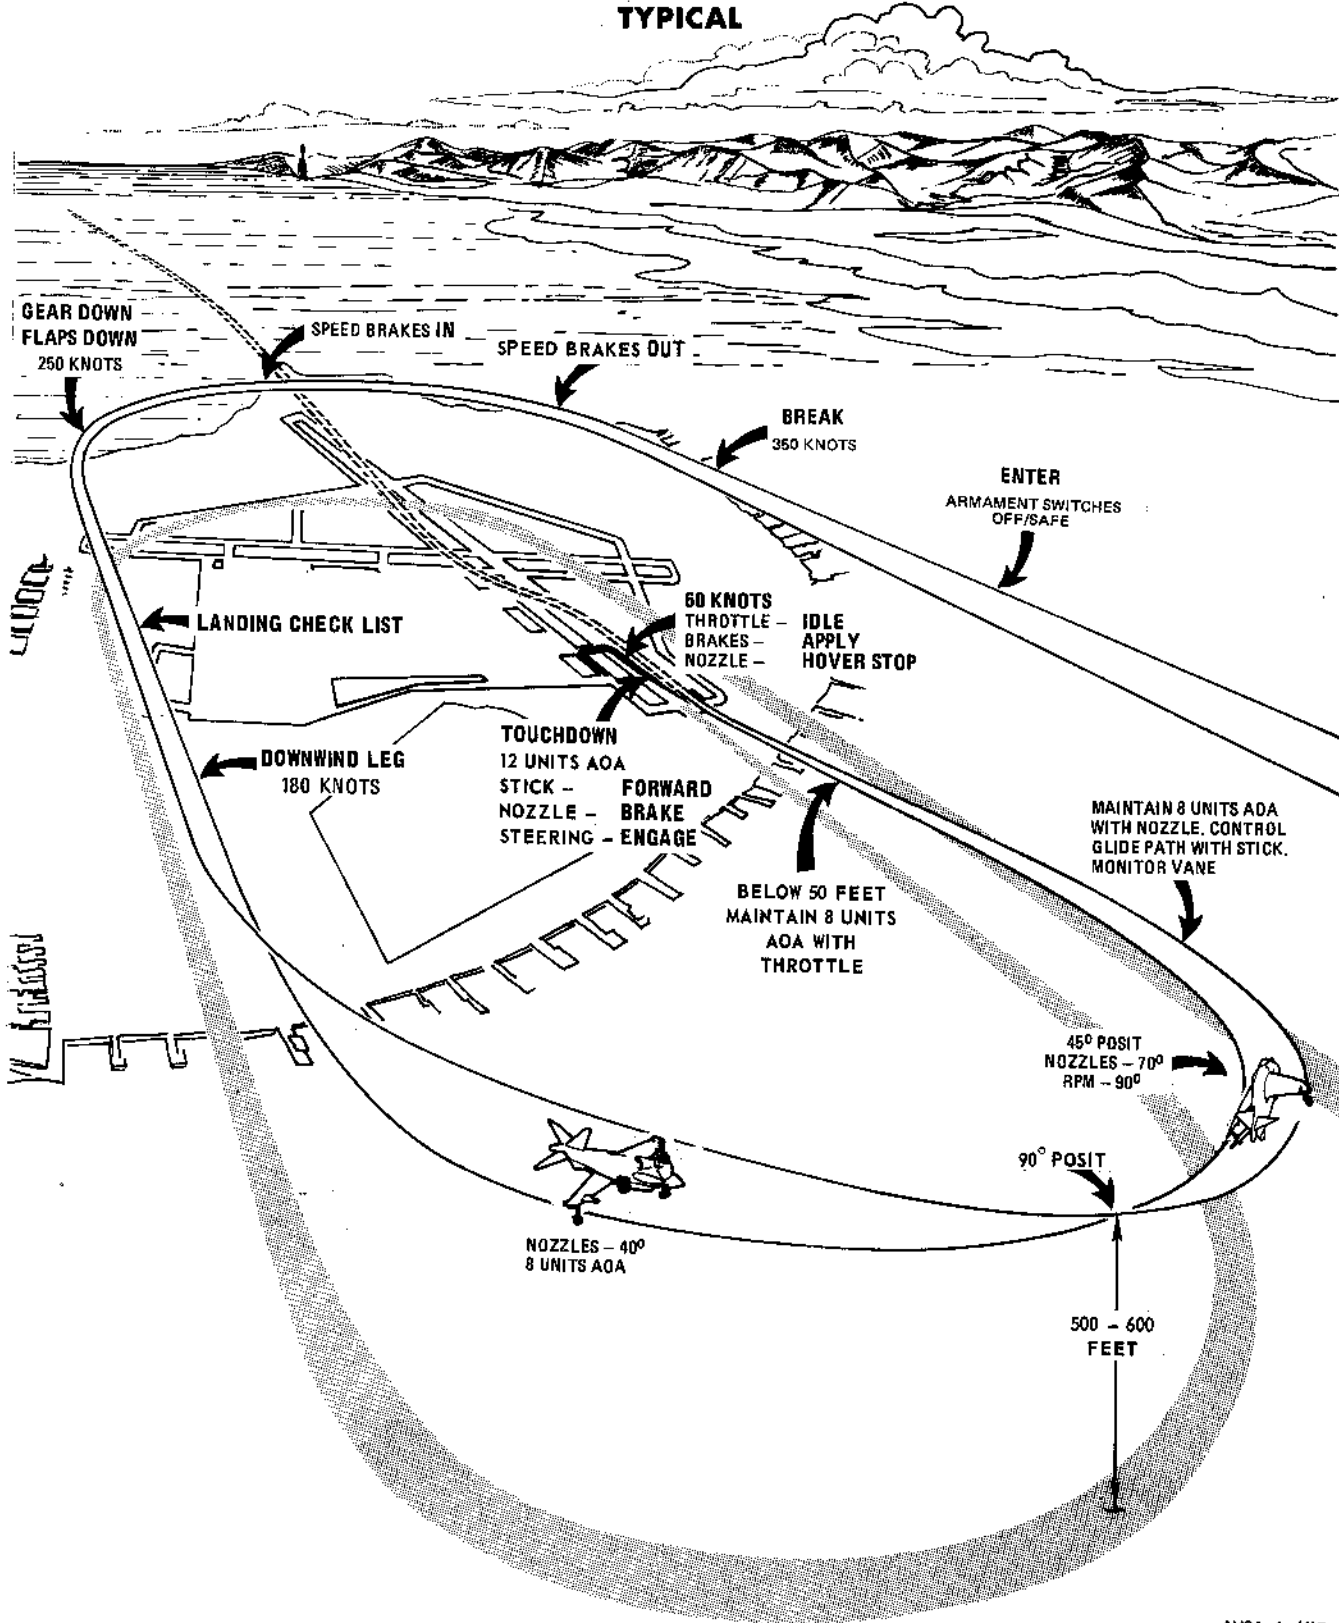 TYPICAL
GEAR DOWN
FLAPS DOWN
250 KNOTS
SPEED BRAKES IN
SPEED BRAKES OUT
BREAK
350 KNOTS
ENTER
ARMAMENT SWITCHES
OFF/SAFE
LANDING CHECK LIST
60 KNOTS
THROTTLE – IDLE
BRAKES – APPLY
NOZZLE – HOVER STOP
DOWNWIND LEG
180 KNOTS
TOUCHDOWN
12 UNITS AOA
STICK – FORWARD
NOZZLE – BRAKE
STEERING – ENGAGE
BELOW 50 FEET
MAINTAIN 8 UNITS
AOA WITH
THROTTLE
MAINTAIN 8 UNITS AOA
WITH NOZZLE. CONTROL
GLIDE PATH WITH STICK.
MONITOR VANE
45° POSIT
NOZZLES – 70°
RPM – 90°
90° POSIT
NOZZLES – 40°
8 UNITS AOA
500 – 600
FEET